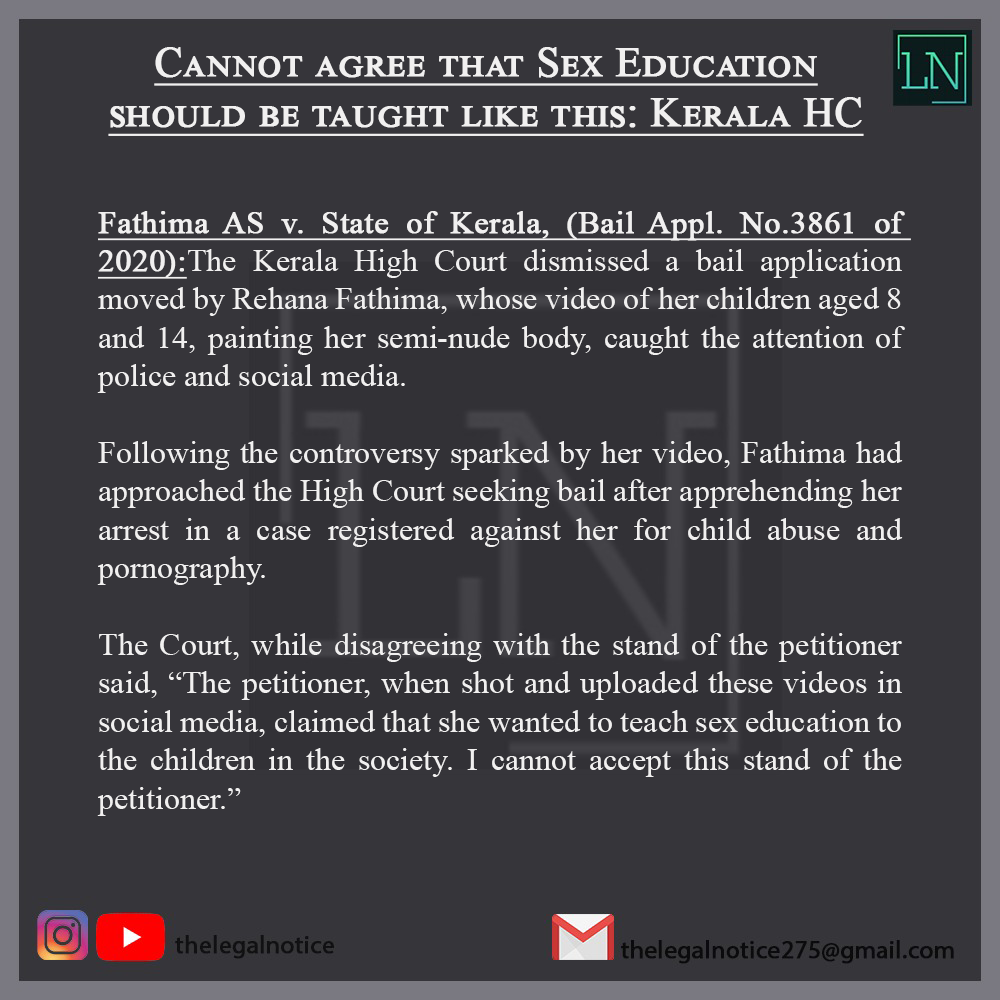 Cannot agree that Sex Education
should be taught like this: Kerala HC
LN
Fathima AS v. State of Kerala, (Bail Appl. No.3861 of
2020):The Kerala High Court dismissed a bail application
moved by Rehana Fathima, whose video of her children aged 8
and 14, painting her semi-nude body, caught the attention of
police and social media.
Following the controversy sparked by her video, Fathima had
approached the High Court seeking bail after apprehending her
arrest in a case registered against her for child abuse and
pornography.
The Court, while disagreeing with the stand of the petitioner
said, “The petitioner, when shot and uploaded these videos in
social media, claimed that she wanted to teach sex education to
the children in the society. I cannot accept this stand of the
petitioner.”
thelegalnotice
thelegalnotice275@gmail.com